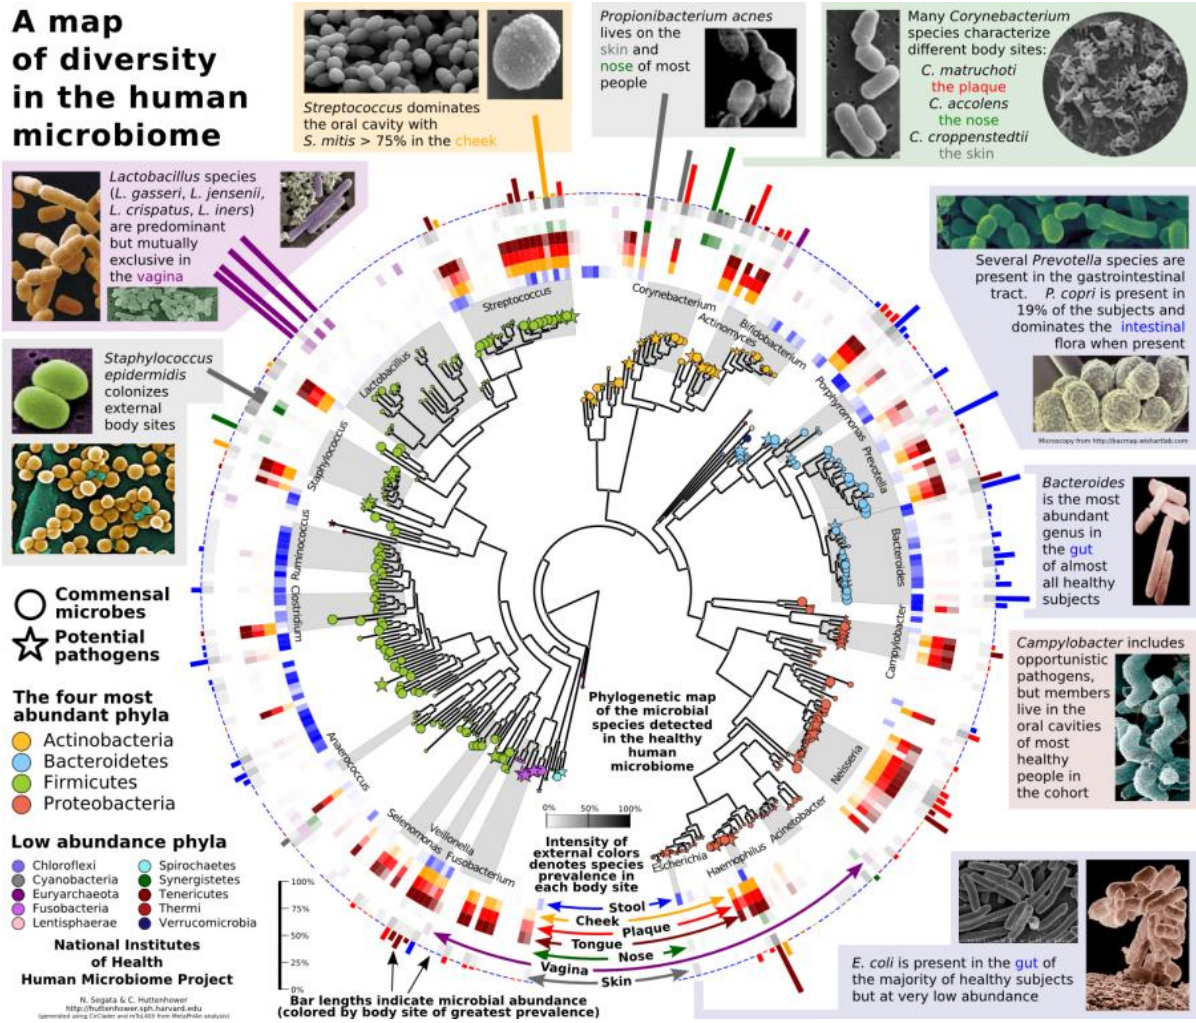 A map
of diversity
in the human
microbiome
Streptococcus dominates
the oral cavity with
S. mitis > 75% in the cheek
Propionibacterium acnes
lives on the
skin and
nose of most
people
Many Corynebacterium
species characterize
different body sites:
C. matruchoti
the plaque
C. accolens
the nose
C. croppenstedtii
the skin
Lactobacillus species
(L. gasseri, L. jensenii,
L. crispatus, L. iners)
are predominant
but mutually
exclusive in
the vagina
Several Prevotella species are
present in the gastrointestinal
tract. P. copri is present in
19% of the subjects and
dominates the intestinal
flora when present
Microscopy from http://bacmap.wishartlab.com
Staphylococcus
epidermidis
colonizes
external
body sites
Bacteroides
is the most
abundant
genus in
the gut
of almost
all healthy
subjects
Campylobacter includes
opportunistic
pathogens,
but members
live in the
oral cavities
of most
healthy
people in
the cohort
E. coli is present in the gut of
the majority of healthy subjects
but at very low abundance
Streptococcus
Corynebacterium
Actinomyces
Bifidobacterium
Porphyromonas
Prevotella
Bacteroides
Campylobacter
Neisseria
Acinetobacter
Haemophilus
Escherichia
Fusobacterium
Veillonella
Selenomonas
Anaerococcus
Clostridium
Ruminococcus
Staphylococcus
Lactobacillus
Commensal
microbes
Potential
pathogens
The four most
abundant phyla
Actinobacteria
Bacteroidetes
Firmicutes
Proteobacteria
Low abundance phyla
Chloroflexi
Cyanobacteria
Euryarchaeota
Fusobacteria
Lentisphaerae
Spirochaetes
Synergistetes
Tenericutes
Thermi
Verrucomicrobia
National Institutes
of Health
Human Microbiome Project
N. Segata & C. Huttenhower
http://huttenhower.sph.harvard.edu
Phylogenetic map
of the microbial
species detected
in the healthy
human
microbiome
0% 50% 100%
Intensity of
external colors
denotes species
prevalence in
each body site
Stool
Cheek
Plaque
Tongue
Nose
Vagina
Skin
100%
75%
50%
25%
0%
Bar lengths indicate microbial abundance
(colored by body site of greatest prevalence)